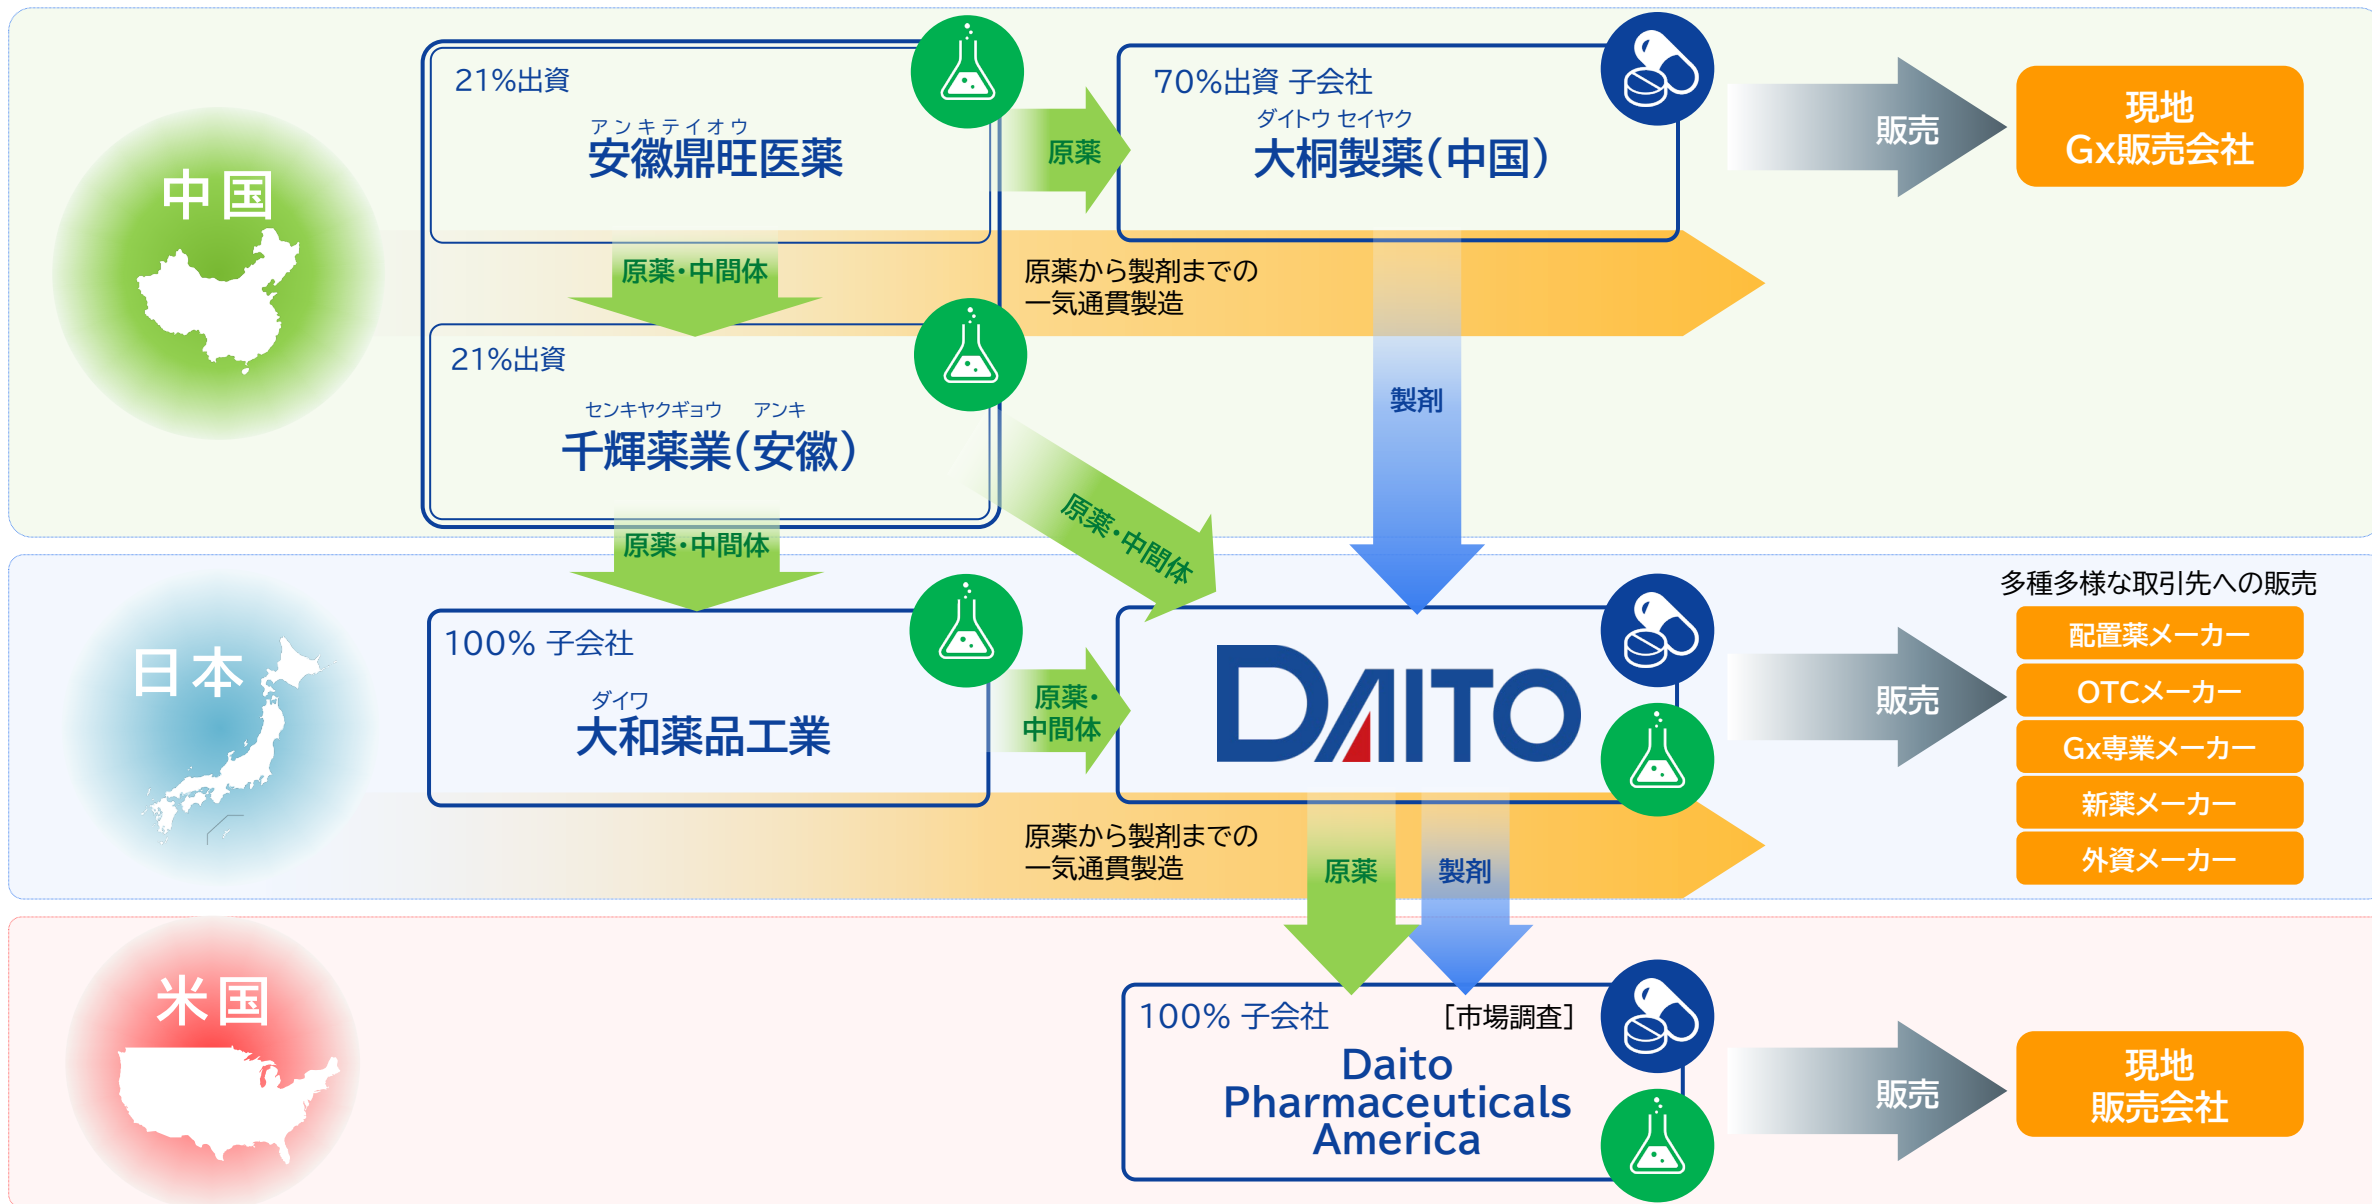 中国
21%出資
アンキテイオウ
安徽鼎旺医薬
原薬
70%出資 子会社
ダイトウ セイヤク
大桐製薬(中国)
販売
現地
Gx販売会社
原薬・中間体
原薬から製剤までの
一気通貫製造
製剤
21%出資
センキヤクギョウ アンキ
千輝薬業(安徽)
原薬・中間体
原薬・中間体
日本
100% 子会社
ダイワ
大和薬品工業
原薬・
中間体
DAITO
販売
多種多様な取引先への販売
配置薬メーカー
OTCメーカー
Gx専業メーカー
新薬メーカー
外資メーカー
原薬から製剤までの
一気通貫製造
原薬
製剤
米国
100% 子会社
[市場調査]
Daito
Pharmaceuticals
America
販売
現地
販売会社